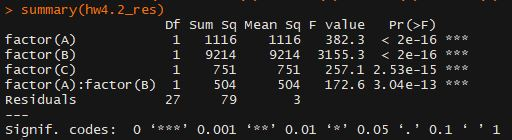 > summary(hw4.2_res)
Df Sum Sq Mean Sq F value Pr(>F)
factor(A) 1 1116 1116 382.3 < 2e-16 ***
factor(B) 1 9214 9214 3155.3 < 2e-16 ***
factor(C) 1 751 751 257.1 2.53e-15 ***
factor(A):factor(B) 1 504 504 172.6 3.04e-13 ***
Residuals 27 79 3
---
Signif. codes: 0 ‘***’ 0.001 ‘**’ 0.01 ‘*’ 0.05 ‘.’ 0.1 ‘ ’ 1